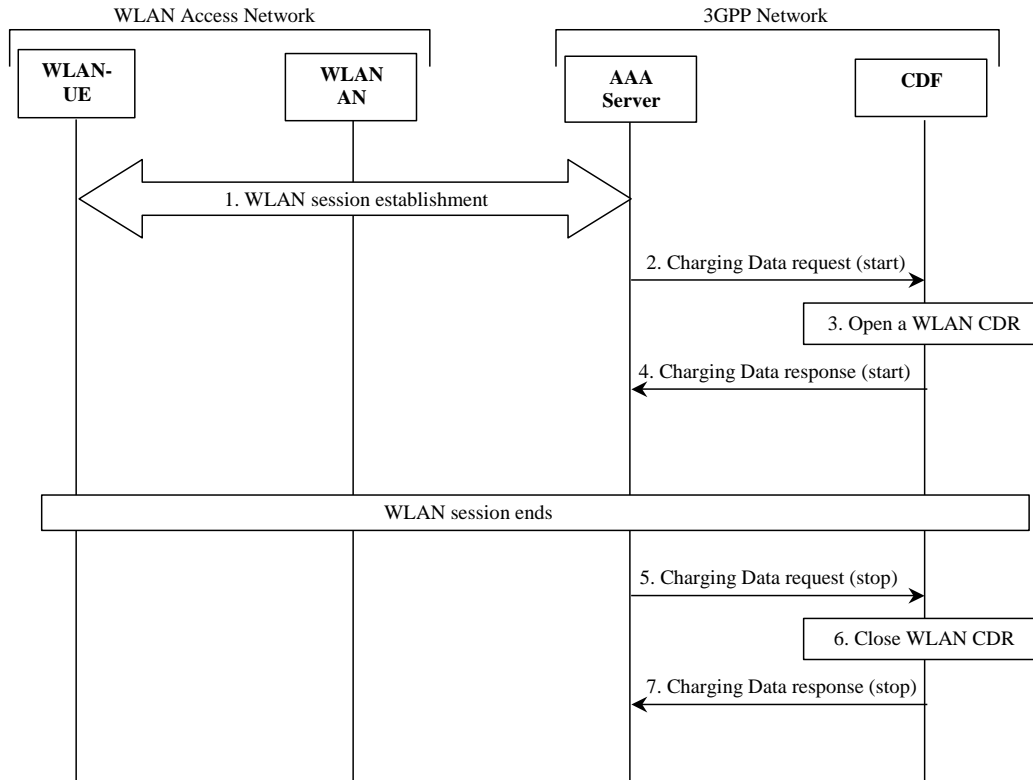 WLAN Access Network
3GPP Network
WLAN-
UE
WLAN
AN
AAA
Server
CDF
1. WLAN session establishment
2. Charging Data request (start)
3. Open a WLAN CDR
4. Charging Data response (start)
WLAN session ends
5. Charging Data request (stop)
6. Close WLAN CDR
7. Charging Data response (stop)